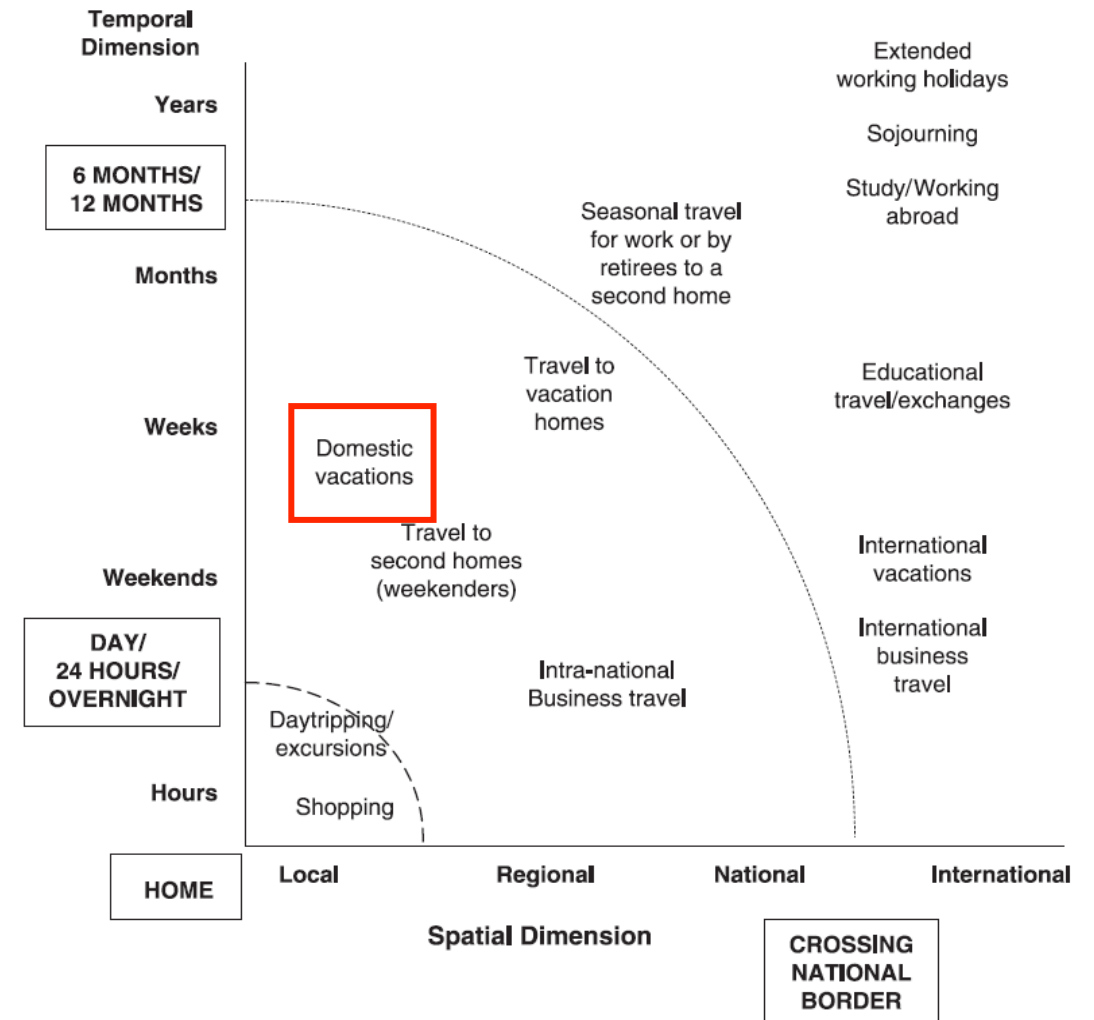 Temporal
Dimension
Years
6 MONTHS/
12 MONTHS
Months
Weeks
Weekends
DAY/
24 HOURS/
OVERNIGHT
Hours
HOME
Extended
working holidays
Sojourning
Study/Working
abroad
Seasonal travel
for work or by
retirees to a
second home
Travel to
vacation
homes
Educational
travel/exchanges
Domestic
vacations
Travel to
second homes
(weekenders)
International
vacations
International
business
travel
Intra-national
Business travel
Daytripping/
excursions
Shopping
Local
Regional
National
International
Spatial Dimension
CROSSING
NATIONAL
BORDER